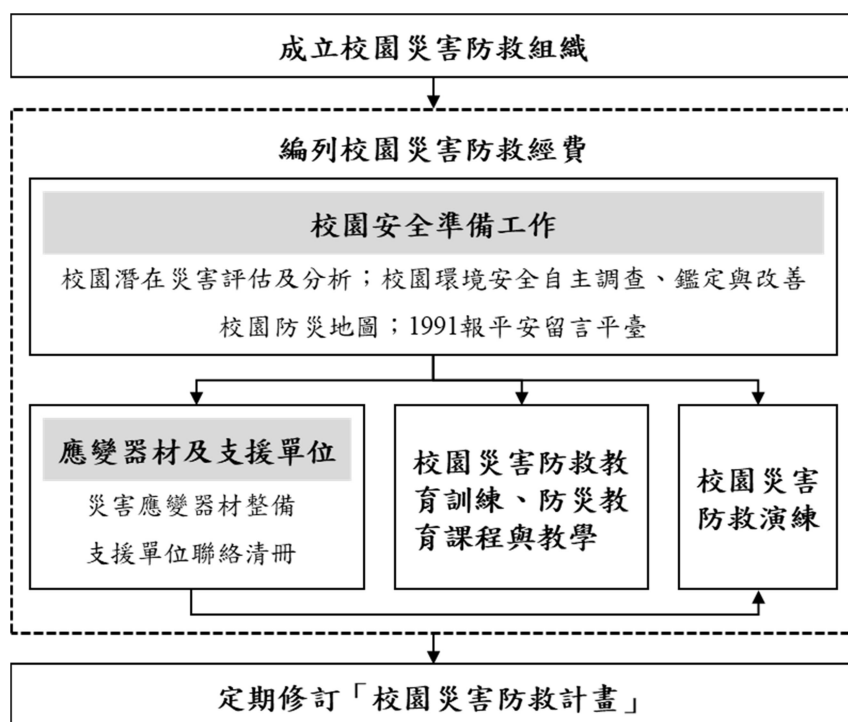 成立校園災害防救組織
編列校園災害防救經費
校園安全準備工作
校園潛在災害評估及分析；校園環境安全自主調查、鑑定與改善
校園防災地圖；1991報平安留言平臺
應變器材及支援單位
災害應變器材整備
支援單位聯絡清冊
校園災害防救教
育訓練、防災教
育課程與教學
校園災害
防救演練
定期修訂「校園災害防救計畫」